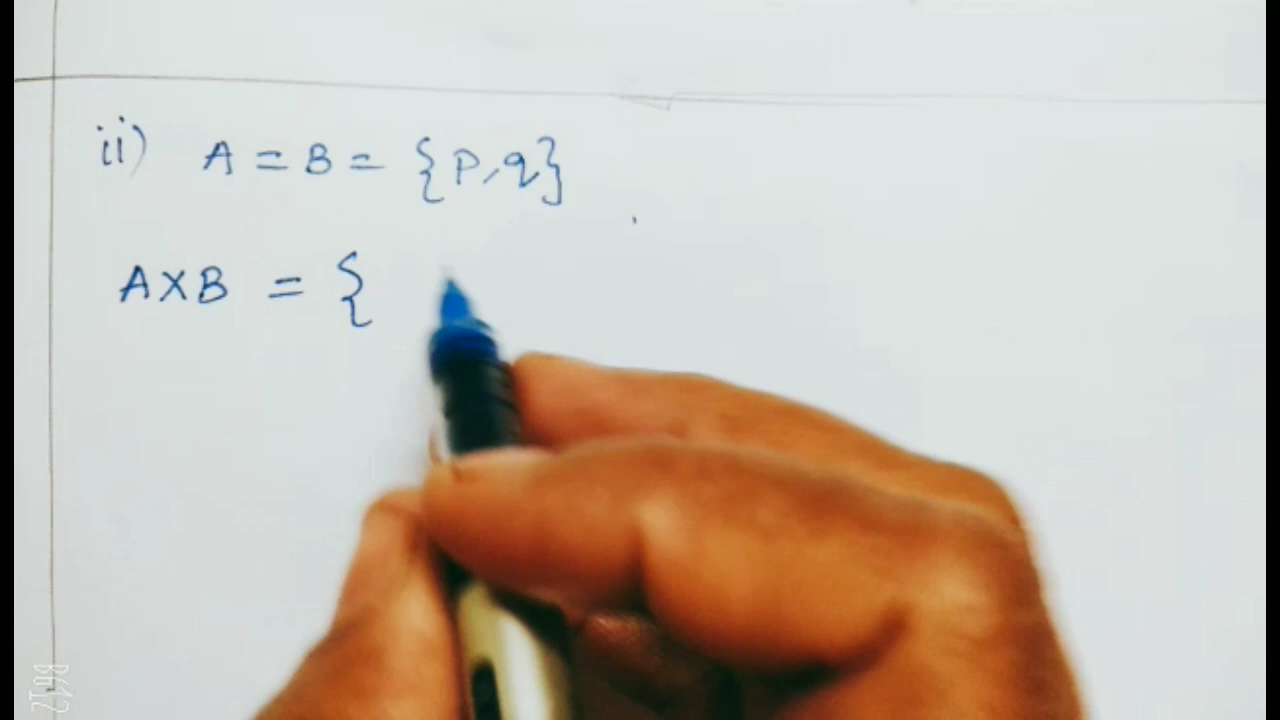 ii) A = B = {P,q}
A×B = {